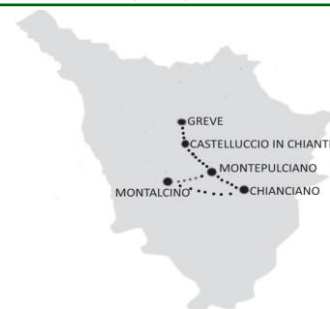 GREVE
CASTELLUCCIO IN CHIANTI
MONTEPULCIANO
MONTALCINO
CHIANCIANO